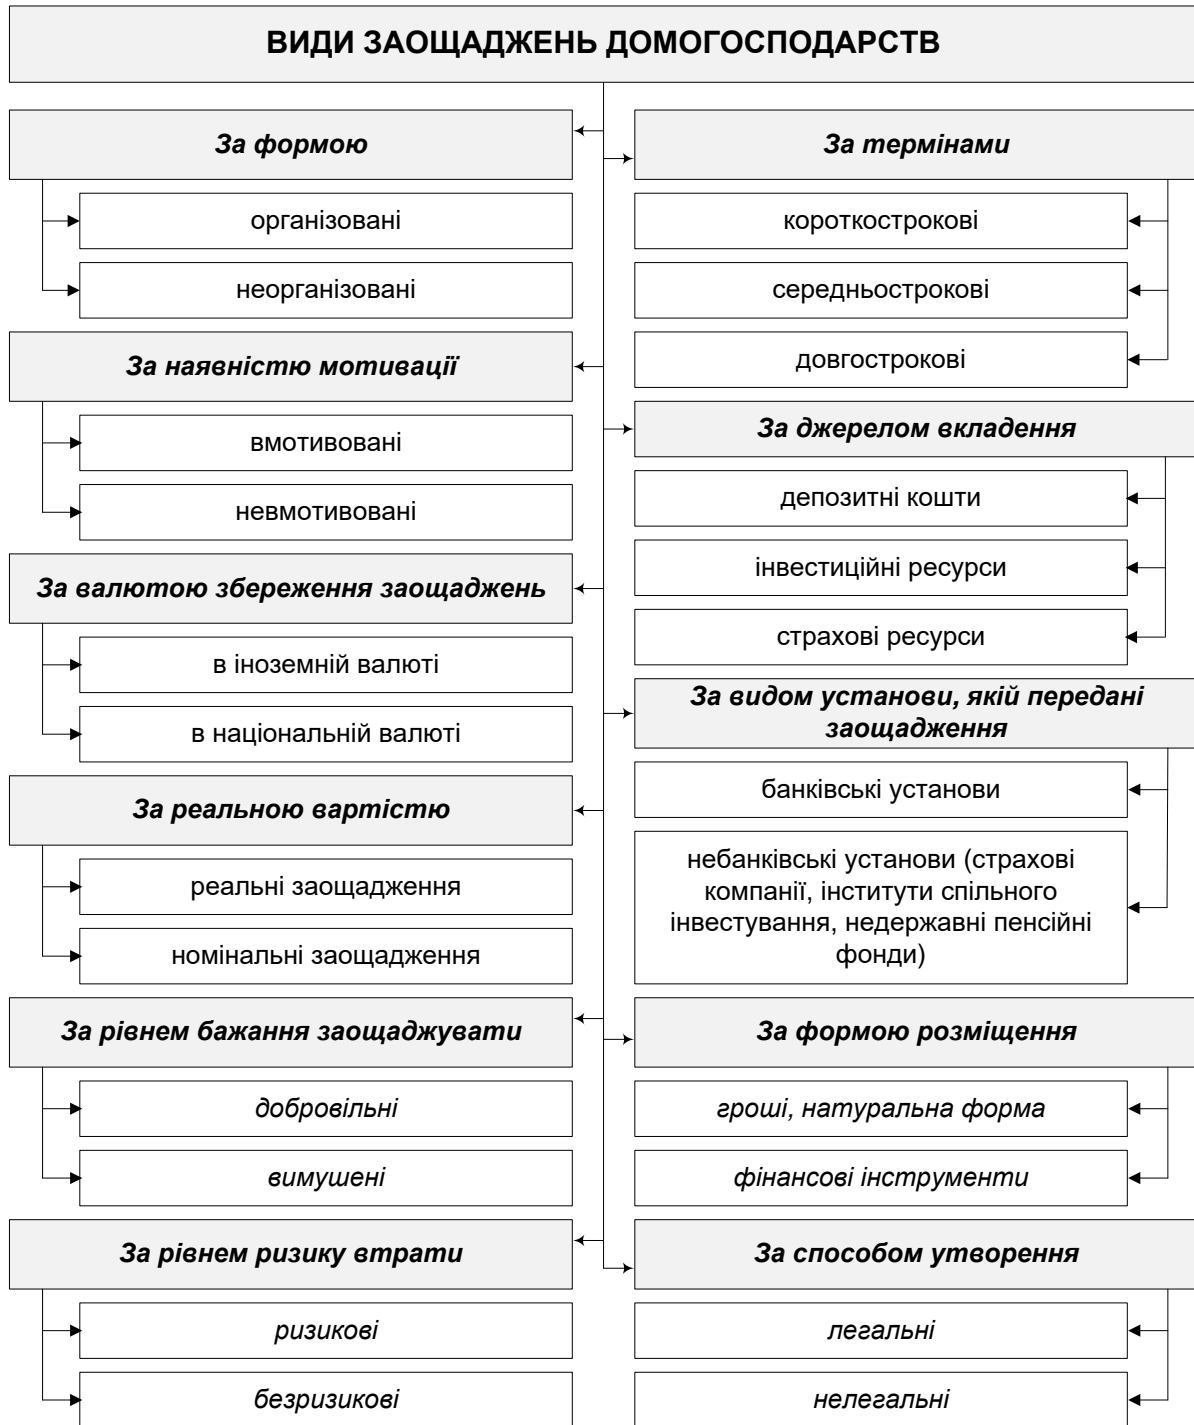 ВИДИ ЗАОЩАДЖЕНЬ ДОМОГОСПОДАРСТВ
За формою
організовані
неорганізовані
За наявністю мотивації
вмотивовані
невмотивовані
За валютою збереження заощаджень
в іноземній валюті
в національній валюті
За реальною вартістю
реальні заощадження
номінальні заощадження
За рівнем бажання заощаджувати
добровільні
вимушені
За рівнем ризику втрати
ризикові
безризикові
За термінами
короткострокові
середньострокові
довгострокові
За джерелом вкладення
депозитні кошти
інвестиційні ресурси
страхові ресурси
За видом установи, якій передані
заощадження
банківські установи
небанківські установи (страхові
компанії, інститути спільного
інвестування, недержавні пенсійні
фонди)
За формою розміщення
гроші, натуральна форма
фінансові інструменти
За способом утворення
легальні
нелегальні